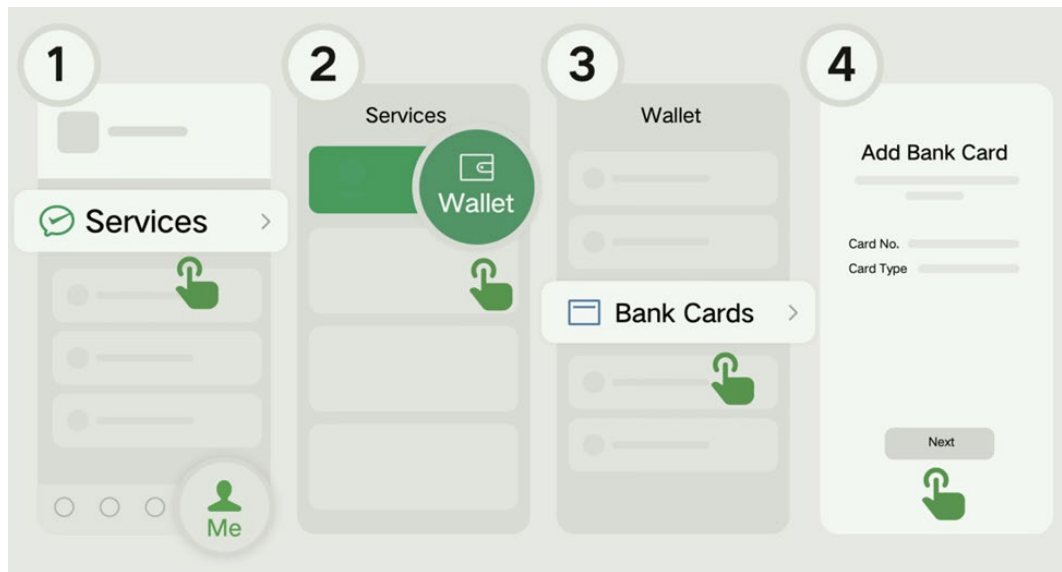 1
Services
Me
2
Services
Wallet
3
Wallet
Bank Cards
4
Add Bank Card
Card No.
Card Type
Next